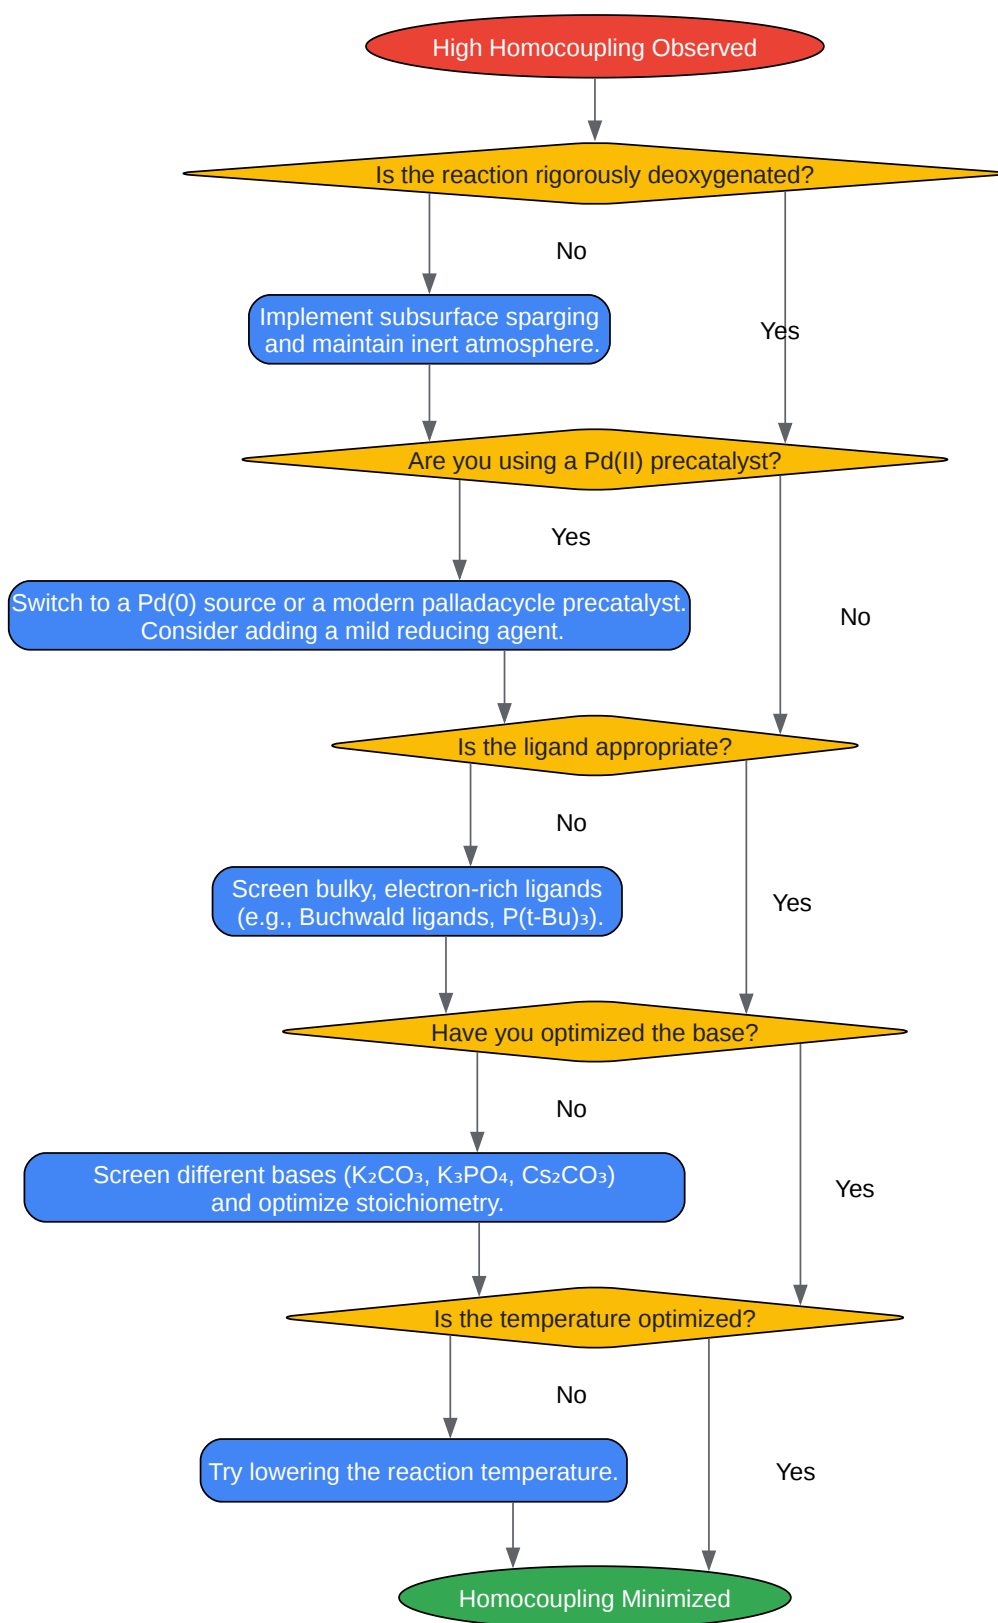 High Homocoupling Observed
Is the reaction rigorously deoxygenated?
No
Implement subsurface sparging
and maintain inert atmosphere.
Yes
Are you using a Pd(II) precatalyst?
Yes
Switch to a Pd(0) source or a modern palladacycle precatalyst.
Consider adding a mild reducing agent.
No
Is the ligand appropriate?
No
Screen bulky, electron-rich ligands
(e.g., Buchwald ligands, P(t-Bu)₃).
Yes
Have you optimized the base?
No
Screen different bases (K₂CO₃, K₃PO₄, Cs₂CO₃)
and optimize stoichiometry.
Yes
Is the temperature optimized?
No
Try lowering the reaction temperature.
Yes
Homocoupling Minimized